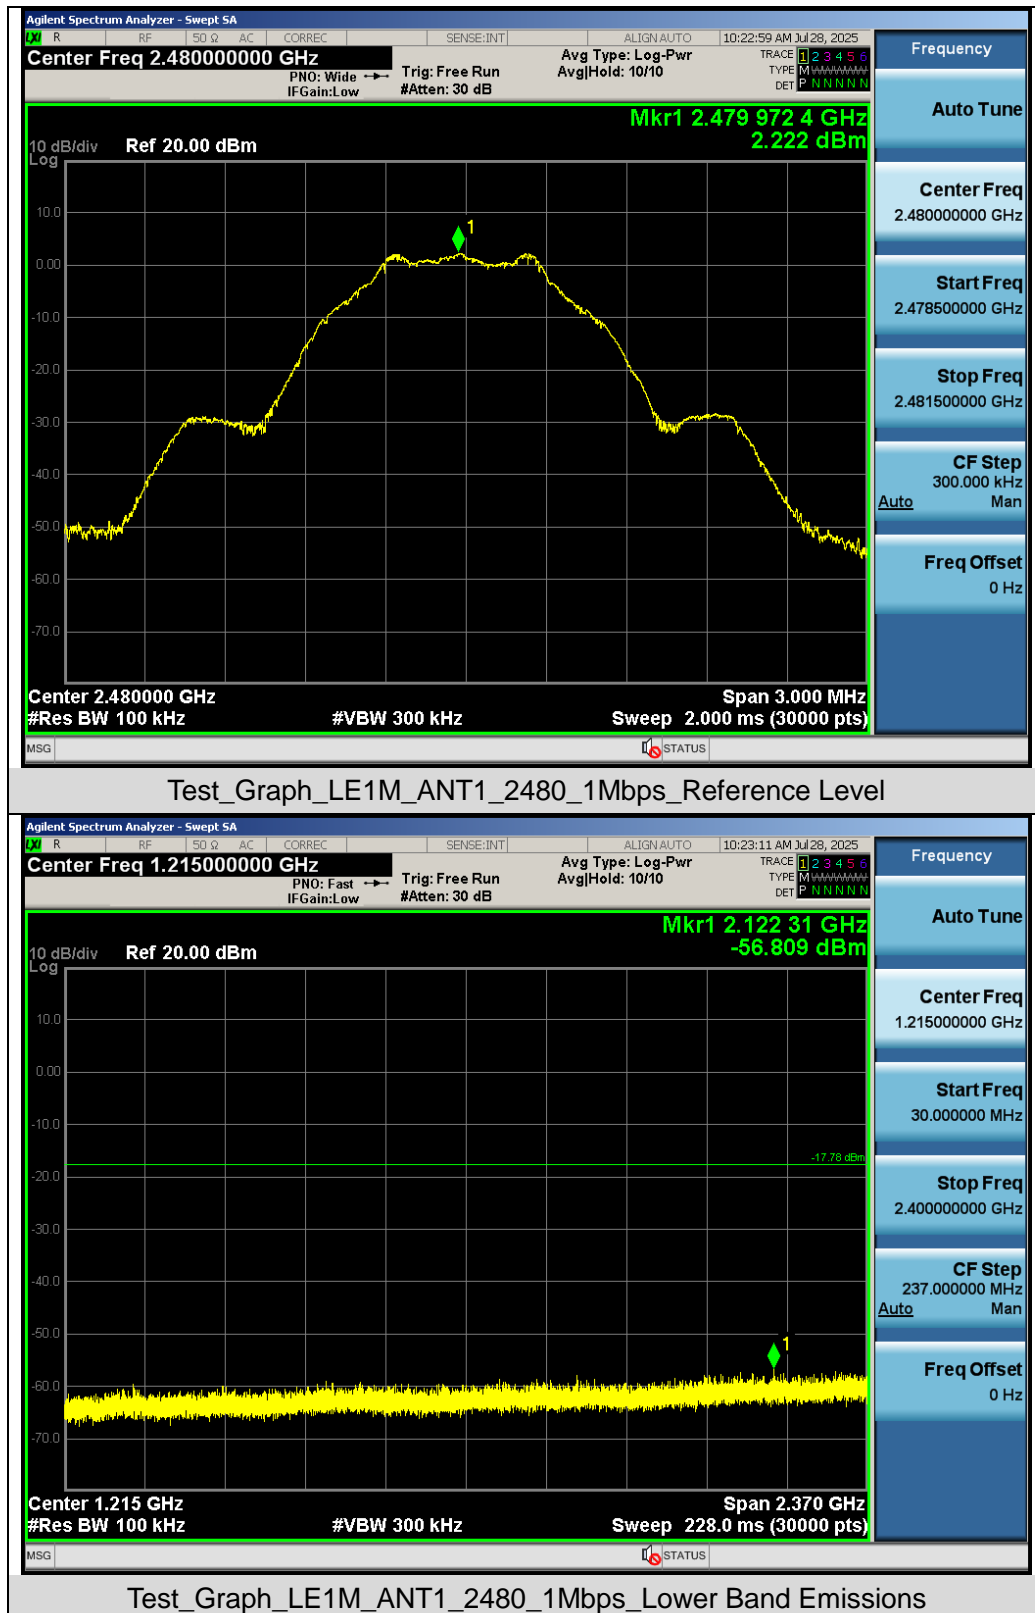 Agilent Spectrum Analyzer - Swept SA
LXI R RF 50 Ω AC CORREC SENSE:INT ALIGN AUTO 10:22:59 AM Jul 28, 2025
Center Freq 2.480000000 GHz
PNO: Wide
IFGain:Low
Trig: Free Run
#Atten: 30 dB
Avg Type: Log-Pwr
Avg|Hold: 10/10
TRACE 1 2 3 4 5 6
TYPE M
DET P N N N N N
Mkr1 2.479 972 4 GHz
2.222 dBm
10 dB/div Ref 20.00 dBm
Log
1
10.0
0.00
-10.0
-20.0
-30.0
-40.0
-50.0
-60.0
-70.0
Center 2.480000 GHz Span 3.000 MHz
#Res BW 100 kHz #VBW 300 kHz Sweep 2.000 ms (30000 pts)
MSG STATUS
Frequency
Auto Tune
Center Freq
2.480000000 GHz
Start Freq
2.478500000 GHz
Stop Freq
2.481500000 GHz
CF Step
300.000 kHz
Auto Man
Freq Offset
0 Hz
Test_Graph_LE1M_ANT1_2480_1Mbps_Reference Level
Agilent Spectrum Analyzer - Swept SA
LXI R RF 50 Ω AC CORREC SENSE:INT ALIGN AUTO 10:23:11 AM Jul 28, 2025
Center Freq 1.215000000 GHz
PNO: Fast
IFGain:Low
Trig: Free Run
#Atten: 30 dB
Avg Type: Log-Pwr
Avg|Hold: 10/10
TRACE 1 2 3 4 5 6
TYPE M
DET P N N N N N
Mkr1 2.122 31 GHz
-56.809 dBm
10 dB/div Ref 20.00 dBm
Log
10.0
0.00
-10.0
-17.78 dBm
-20.0
-30.0
-40.0
-50.0
1
-60.0
-70.0
Center 1.215 GHz Span 2.370 GHz
#Res BW 100 kHz #VBW 300 kHz Sweep 228.0 ms (30000 pts)
MSG STATUS
Frequency
Auto Tune
Center Freq
1.215000000 GHz
Start Freq
30.000000 MHz
Stop Freq
2.400000000 GHz
CF Step
237.000000 MHz
Auto Man
Freq Offset
0 Hz
Test_Graph_LE1M_ANT1_2480_1Mbps_Lower Band Emissions